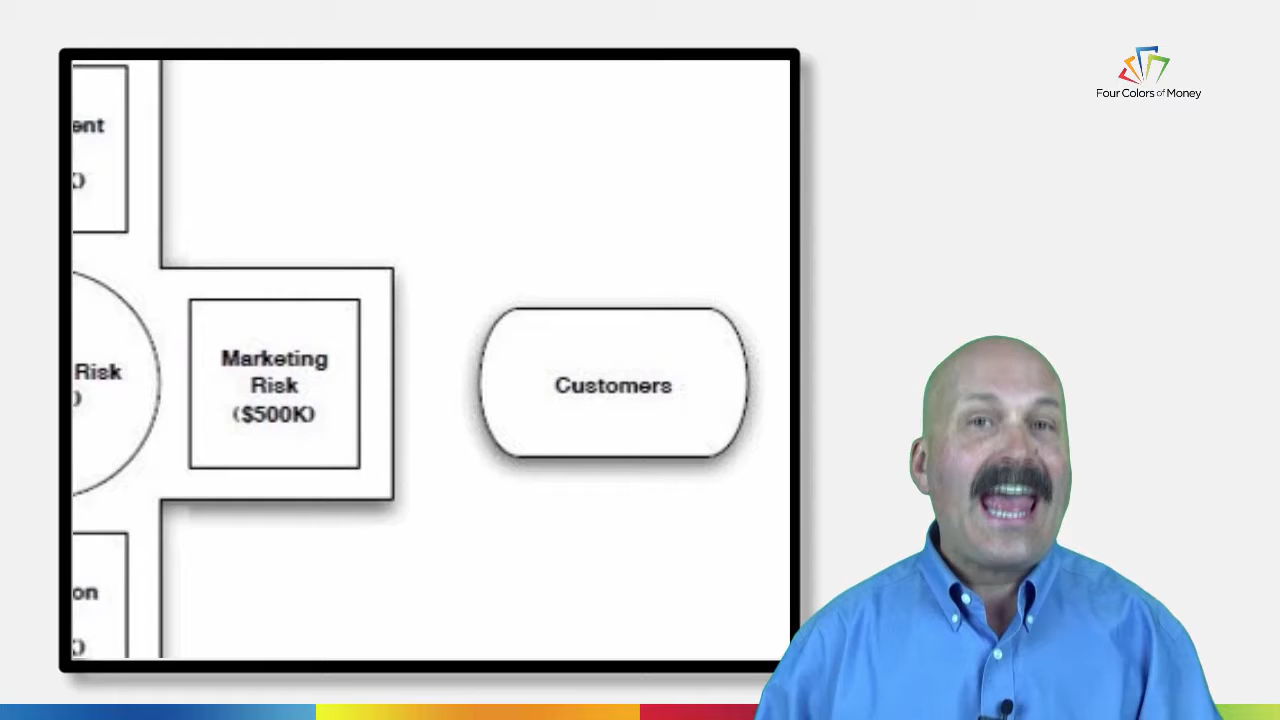 Four Colors of Money
ent
Risk
Marketing
Risk
($500K)
Customers
on